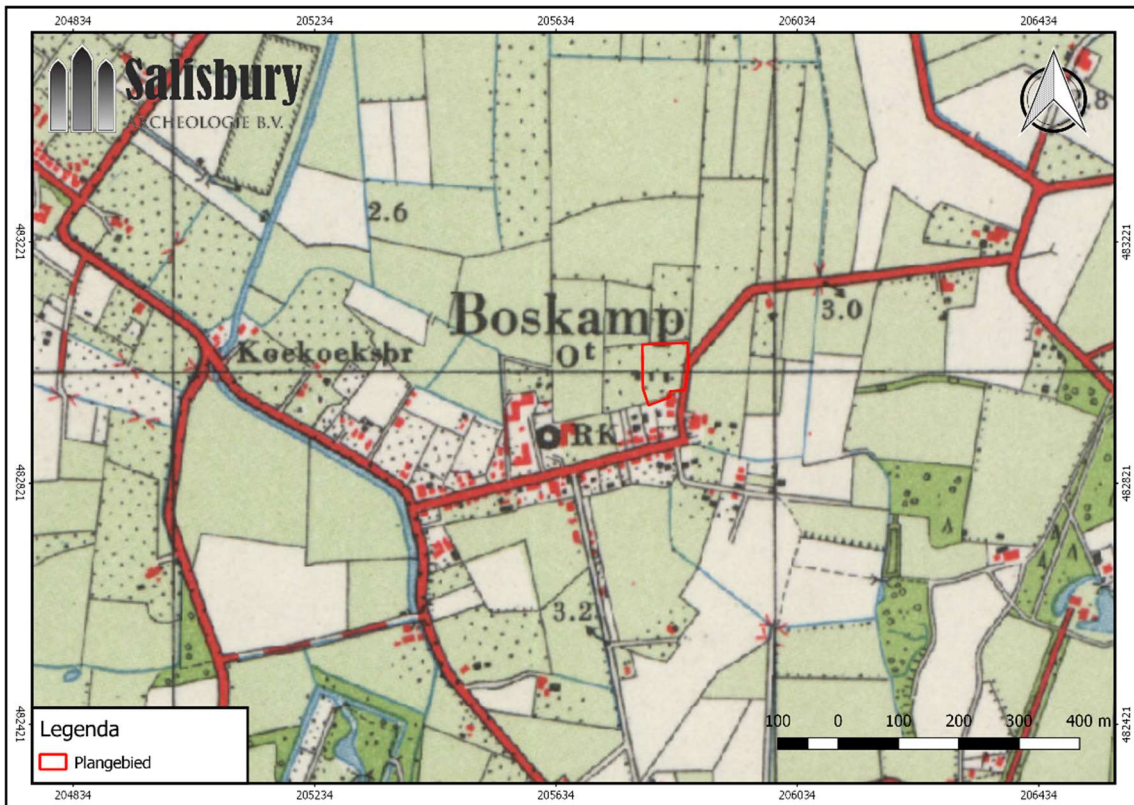 204834
205234
205634
206034
206434
Salisbury
ARCHEOLOGIE B.V.
2.6
483221
483221
Boskamp
Koekoeksbr
Ot
3.0
RK
482821
482821
3.2
Legenda
Plangebied
100 0 100 200 300 400 m
482421
482421
204834
205234
205634
206034
206434